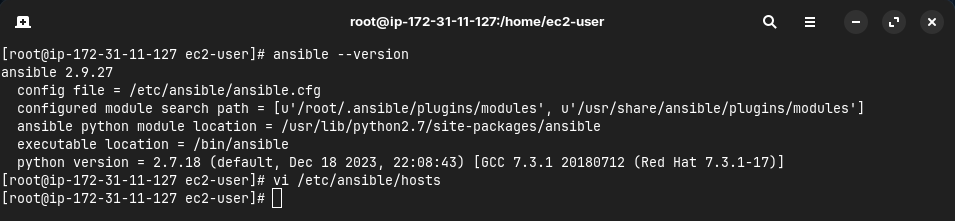 root@ip-172-31-11-127:/home/ec2-user
[root@ip-172-31-11-127 ec2-user]# ansible --version
ansible 2.9.27
  config file = /etc/ansible/ansible.cfg
  configured module search path = [u'/root/.ansible/plugins/modules', u'/usr/share/ansible/plugins/modules']
  ansible python module location = /usr/lib/python2.7/site-packages/ansible
  executable location = /bin/ansible
  python version = 2.7.18 (default, Dec 18 2023, 22:08:43) [GCC 7.3.1 20180712 (Red Hat 7.3.1-17)]
[root@ip-172-31-11-127 ec2-user]# vi /etc/ansible/hosts
[root@ip-172-31-11-127 ec2-user]#